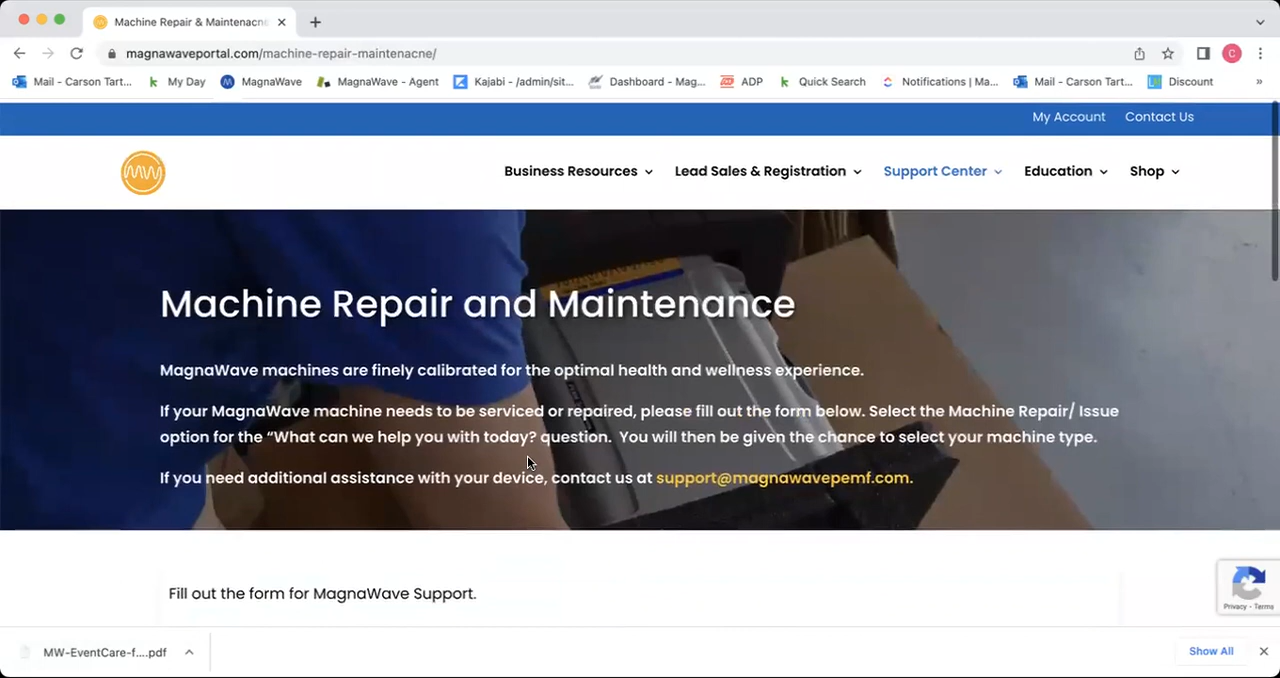 Machine Repair & Maintenacne
magnawaveportal.com/machine-repair-maintenacne/
Mail - Carson Tart... My Day MagnaWave MagnaWave - Agent Kajabi - /admin/sit... Dashboard - Mag... ADP Quick Search Notifications | Ma... Mail - Carson Tart... Discount »
C
My Account Contact Us
MW Business Resources Lead Sales & Registration Support Center Education Shop
Machine Repair and Maintenance
MagnaWave machines are finely calibrated for the optimal health and wellness experience.
If your MagnaWave machine needs to be serviced or repaired, please fill out the form below. Select the Machine Repair/ Issue
option for the “What can we help you with today? question. You will then be given the chance to select your machine type.
If you need additional assistance with your device, contact us at support@magnawavepemf.com.
Fill out the form for MagnaWave Support.
Privacy - Terms
MW-EventCare-f....pdf Show All